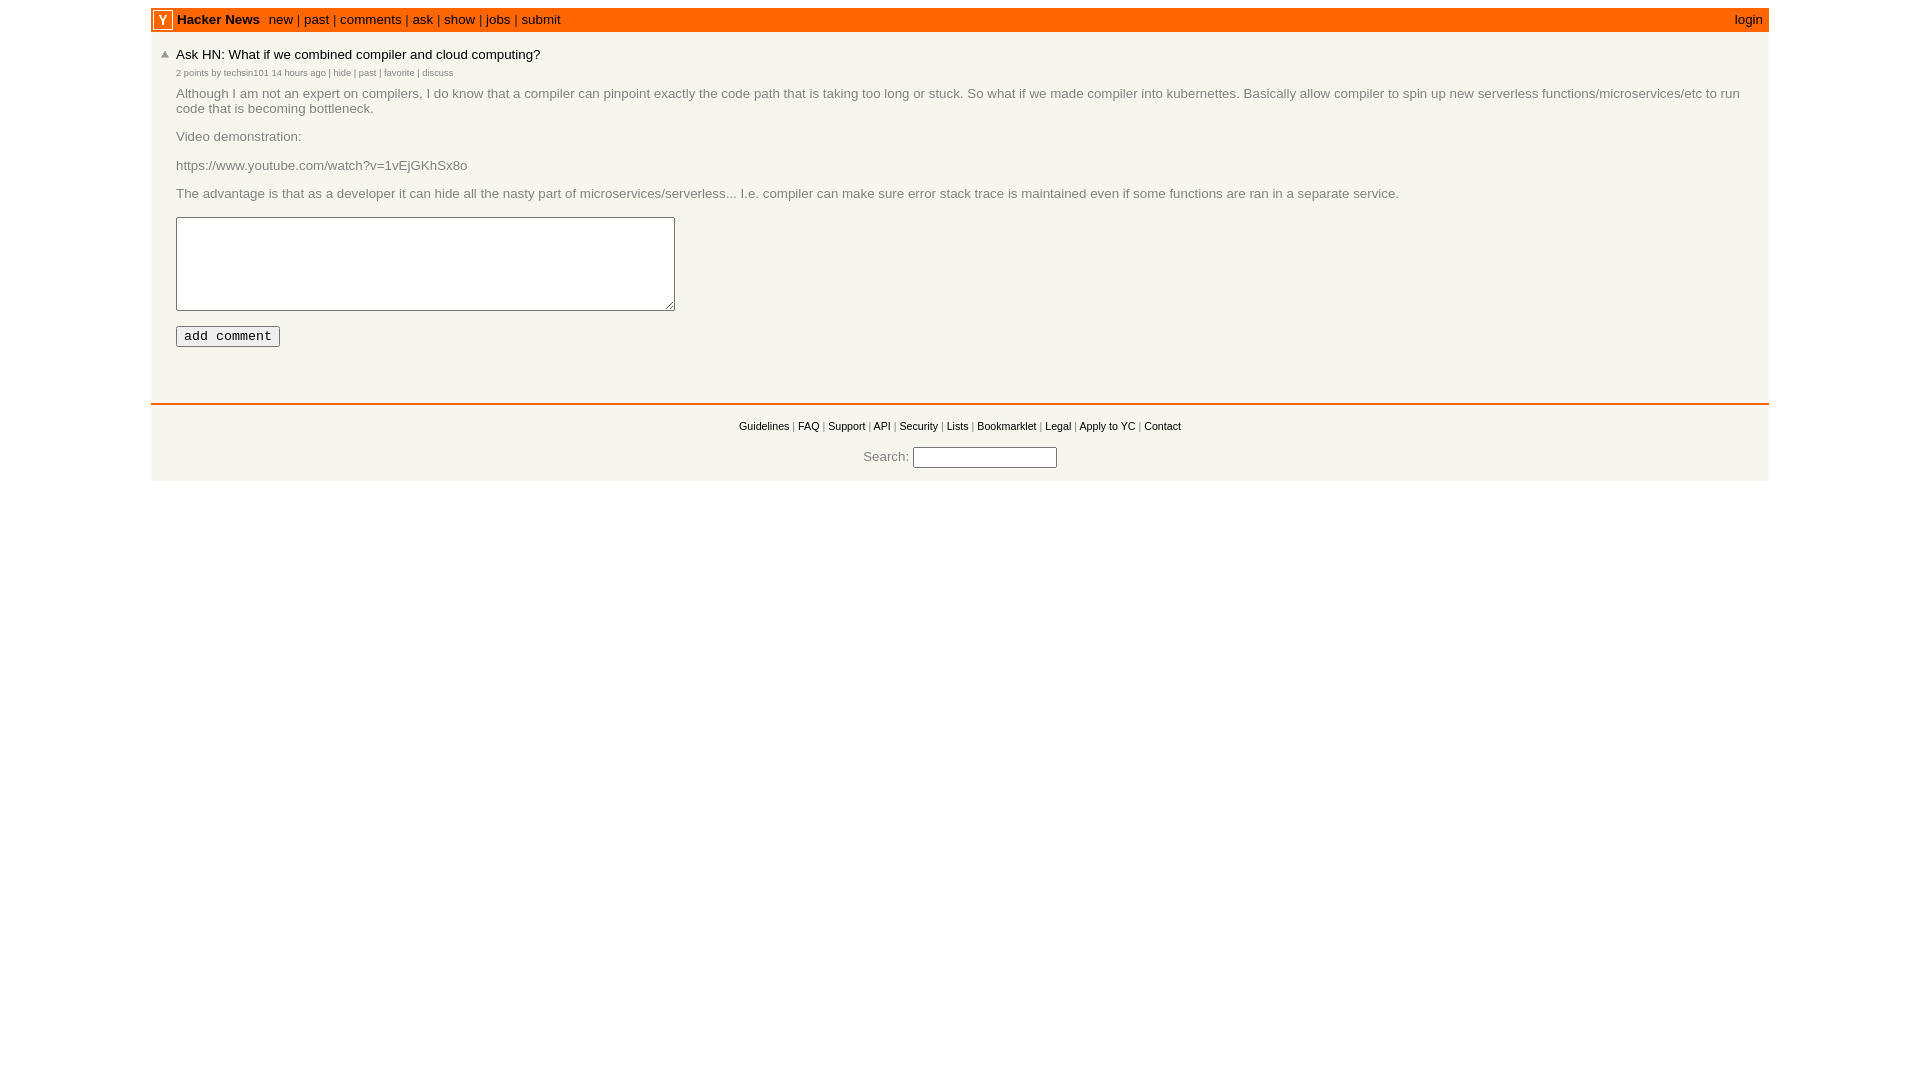 Y Hacker News new | past | comments | ask | show | jobs | submit login
Ask HN: What if we combined compiler and cloud computing?
2 points by techsin101 14 hours ago | hide | past | favorite | discuss
Although I am not an expert on compilers, I do know that a compiler can pinpoint exactly the code path that is taking too long or stuck. So what if we made compiler into kubernettes. Basically allow compiler to spin up new serverless functions/microservices/etc to run
code that is becoming bottleneck.
Video demonstration:
https://www.youtube.com/watch?v=1vEjGKhSx8o
The advantage is that as a developer it can hide all the nasty part of microservices/serverless... I.e. compiler can make sure error stack trace is maintained even if some functions are ran in a separate service.
add comment
Guidelines | FAQ | Support | API | Security | Lists | Bookmarklet | Legal | Apply to YC | Contact
Search: